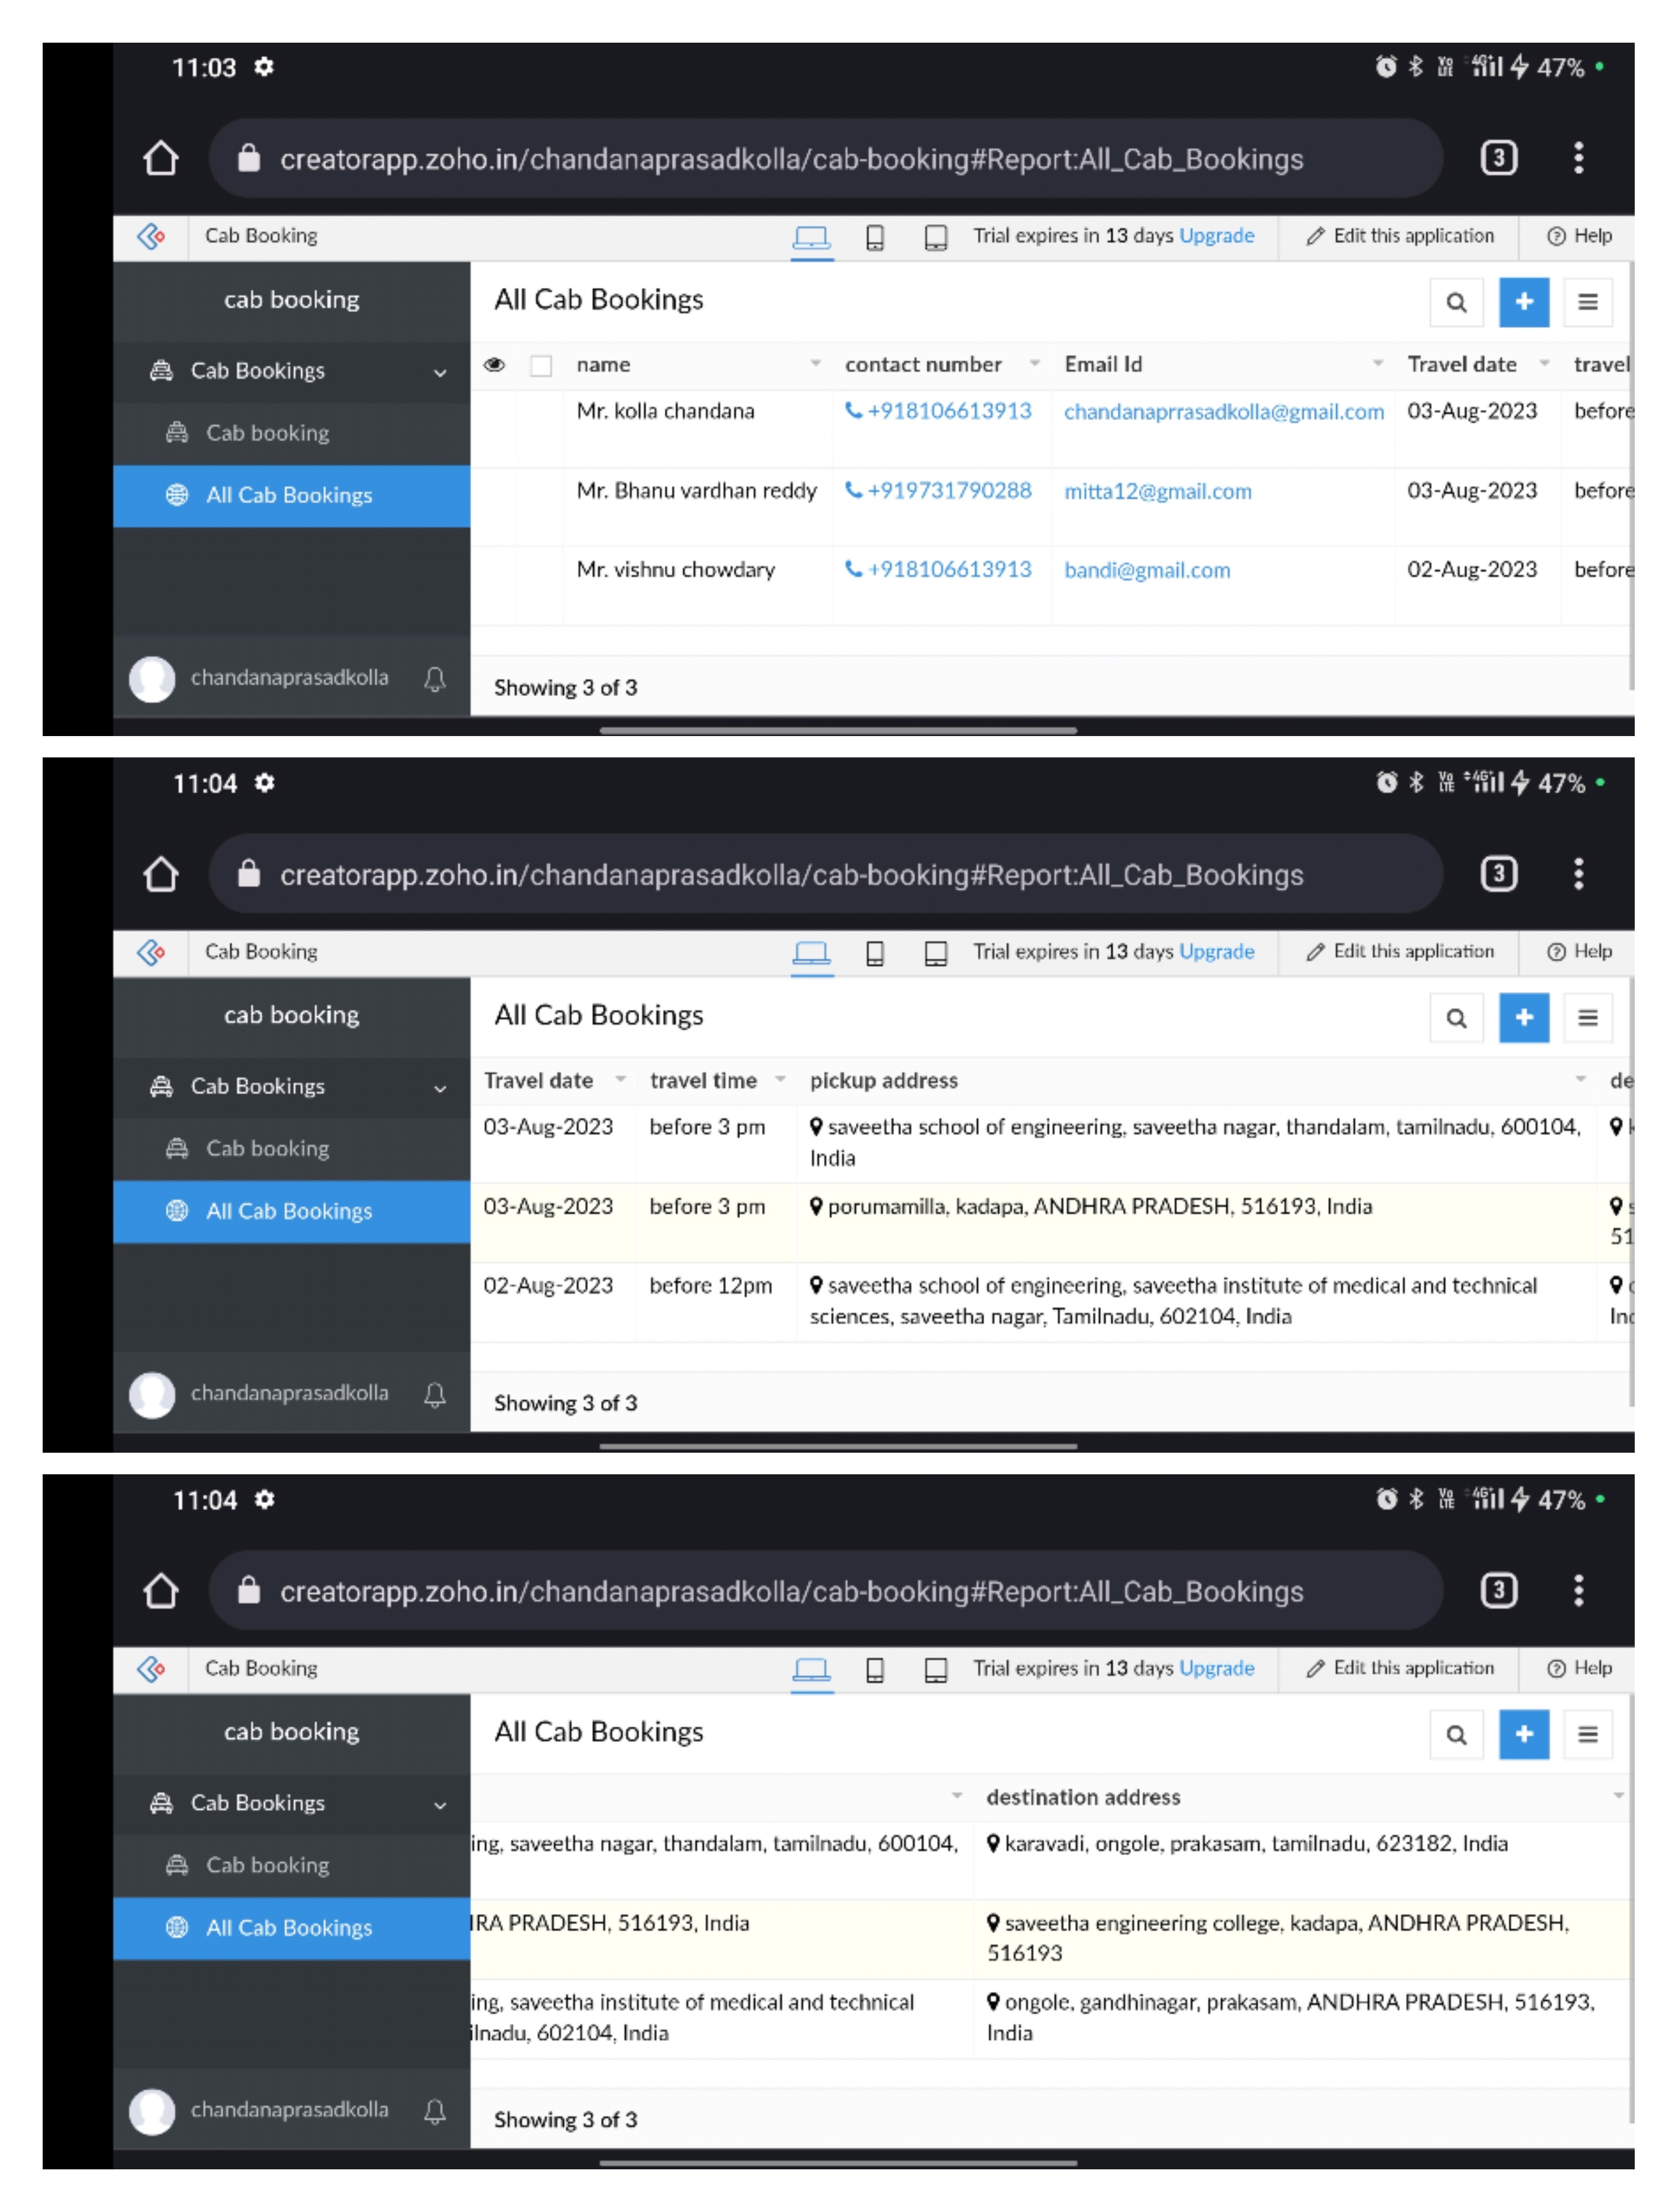 11:03
47%
creatorapp.zoho.in/chandanaprasadkolla/cab-booking#Report:All_Cab_Bookings
3
Cab Booking
Trial expires in 13 days Upgrade
Edit this application
Help
cab booking
All Cab Bookings
Cab Bookings
name
contact number
Email Id
Travel date
travel
Cab booking
Mr. kolla chandana
+918106613913
chandanaprrasadkolla@gmail.com
03-Aug-2023
before
All Cab Bookings
Mr. Bhanu vardhan reddy
+919731790288
mitta12@gmail.com
03-Aug-2023
before
Mr. vishnu chowdary
+918106613913
bandi@gmail.com
02-Aug-2023
before
chandanaprasadkolla
Showing 3 of 3
11:04
47%
creatorapp.zoho.in/chandanaprasadkolla/cab-booking#Report:All_Cab_Bookings
3
Cab Booking
Trial expires in 13 days Upgrade
Edit this application
Help
cab booking
All Cab Bookings
Cab Bookings
Travel date
travel time
pickup address
de
Cab booking
03-Aug-2023
before 3 pm
saveetha school of engineering, saveetha nagar, thandalam, tamilnadu, 600104,
India
All Cab Bookings
03-Aug-2023
before 3 pm
porumamilla, kadapa, ANDHRA PRADESH, 516193, India
51
02-Aug-2023
before 12pm
saveetha school of engineering, saveetha institute of medical and technical
sciences, saveetha nagar, Tamilnadu, 602104, India
chandanaprasadkolla
Showing 3 of 3
11:04
47%
creatorapp.zoho.in/chandanaprasadkolla/cab-booking#Report:All_Cab_Bookings
3
Cab Booking
Trial expires in 13 days Upgrade
Edit this application
Help
cab booking
All Cab Bookings
Cab Bookings
destination address
Cab booking
ing, saveetha nagar, thandalam, tamilnadu, 600104,
karavadi, ongole, prakasam, tamilnadu, 623182, India
All Cab Bookings
RA PRADESH, 516193, India
saveetha engineering college, kadapa, ANDHRA PRADESH,
516193
ing, saveetha institute of medical and technical
ilnadu, 602104, India
ongole, gandhinagar, prakasam, ANDHRA PRADESH, 516193,
India
chandanaprasadkolla
Showing 3 of 3